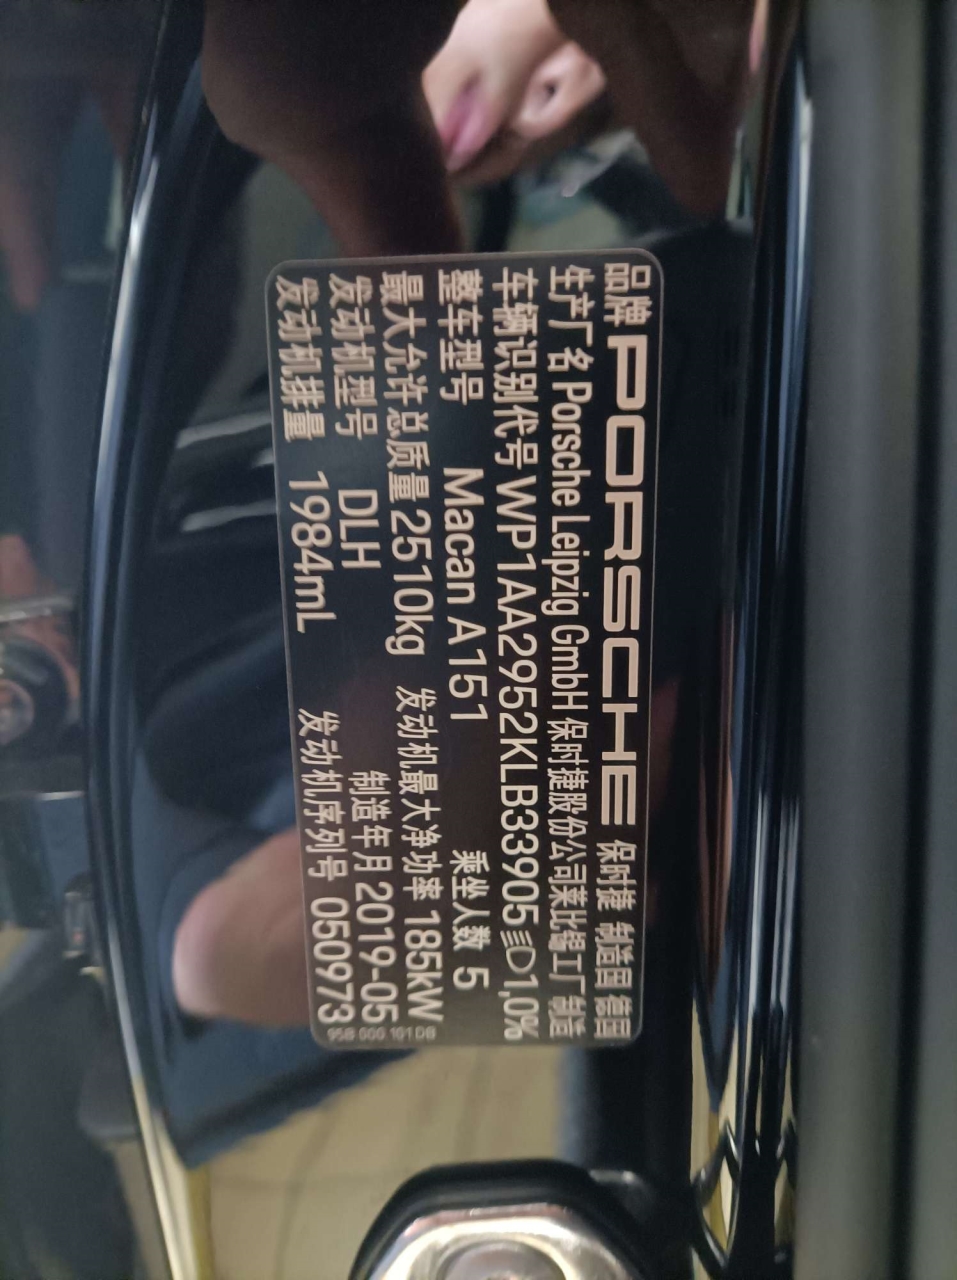 品牌 PORSCHE 保时捷 制造国 德国
生产厂名 Porsche Leipzig GmbH 保时捷股份公司莱比锡工厂制造
车辆识别代号 WP1AA2952KLB33905 1,0%
整车型号 Macan A151 乘坐人数 5
最大允许总质量 2510kg 发动机最大净功率 185kW
发动机型号 DLH 制造年月 2019-05
发动机排量 1984mL 发动机序列号 050973
95B 000 101 DB